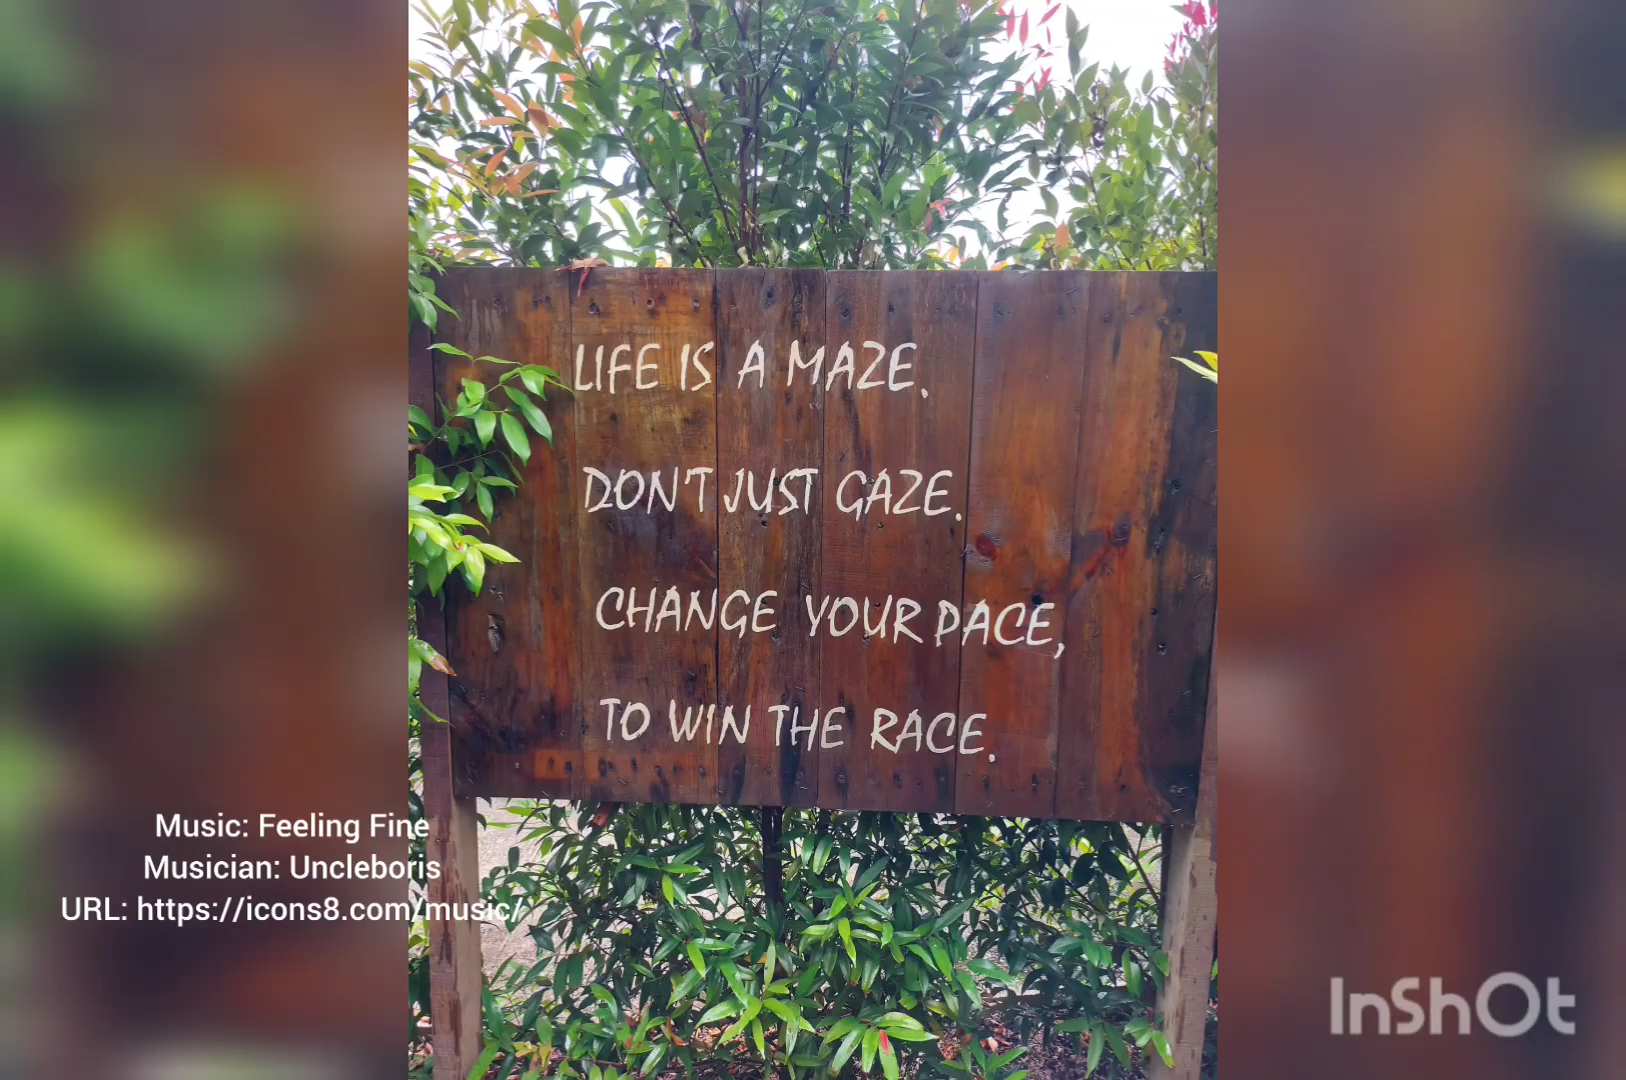 LIFE IS A MAZE.
DON'T JUST GAZE.
CHANGE YOUR PACE,
TO WIN THE RACE.
Music: Feeling Fine
Musician: Uncleboris
URL: https://icons8.com/music/
InShOt